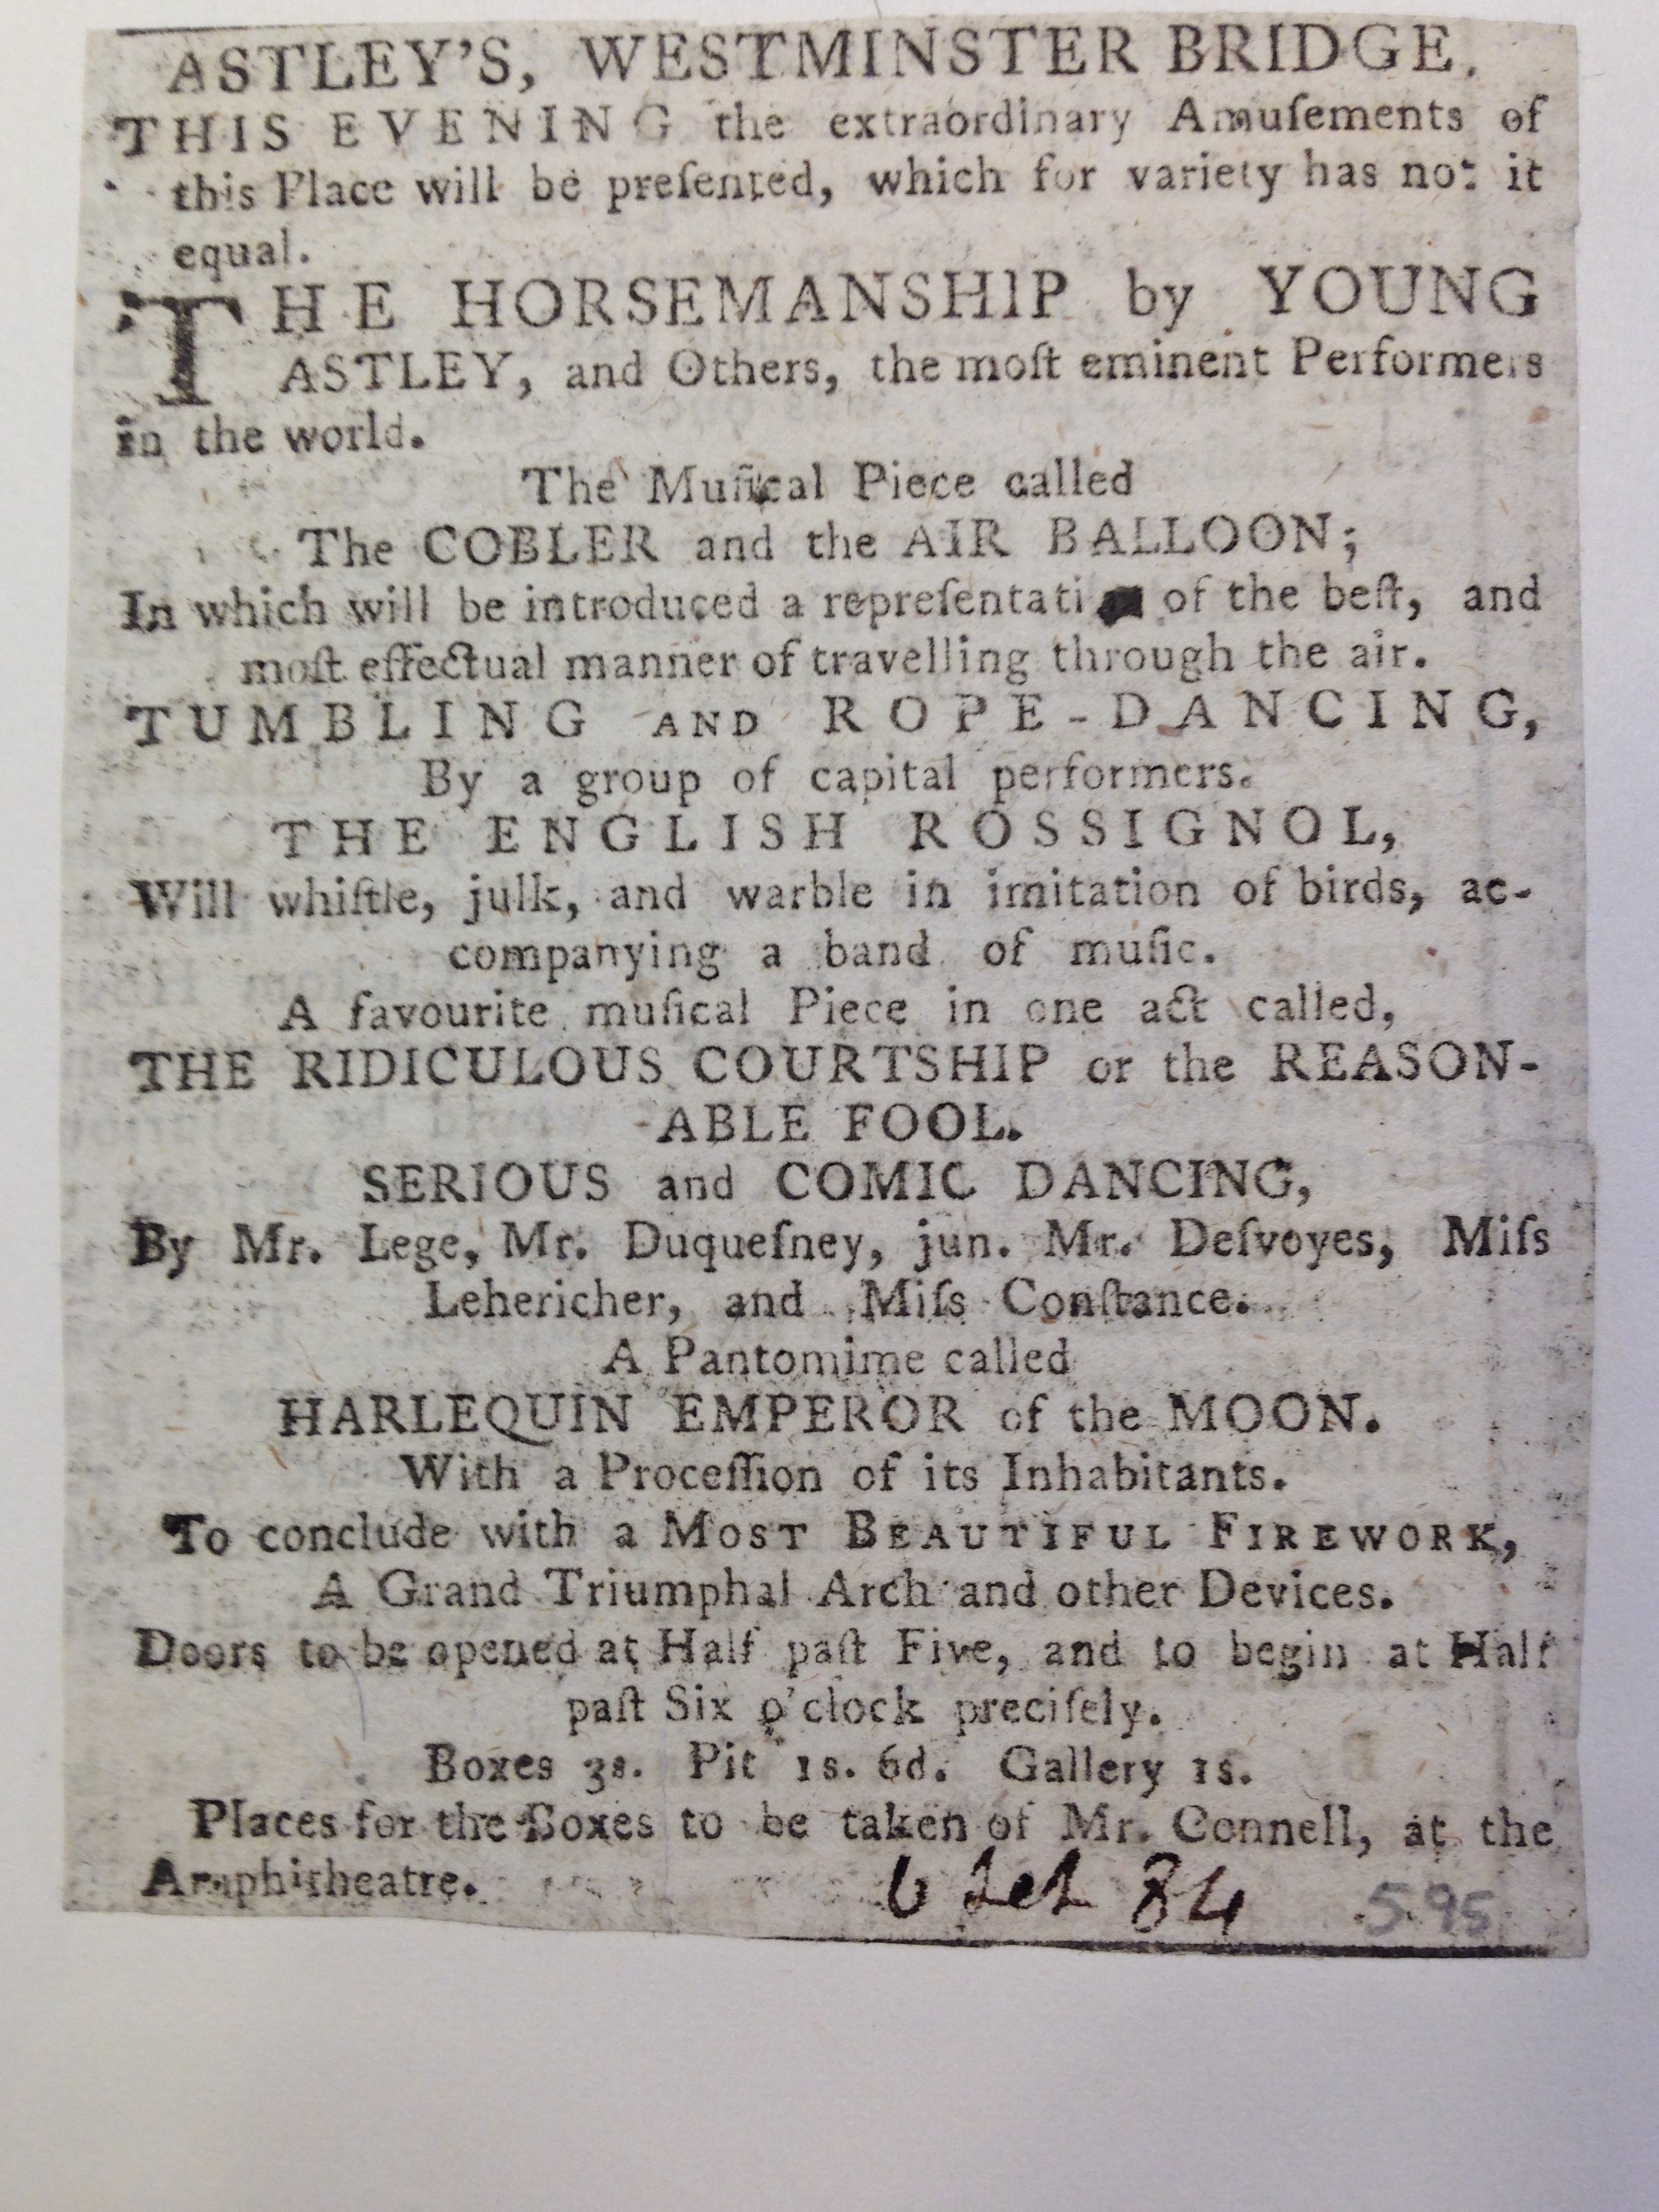 ASTLEY'S, WESTMINSTER BRIDGE.
THIS EVENING the extraordinary Amuſements of
this Place will be preſented, which for variety has not it
equal.
THE HORSEMANSHIP by YOUNG
ASTLEY, and Others, the moſt eminent Performers
in the world.
The Muſical Piece called
The COBLER and the AIR BALLOON;
In which will be introduced a repreſentati of the beſt, and
moſt effectual manner of travelling through the air.
TUMBLING AND ROPE-DANCING,
By a group of capital performers.
THE ENGLISH ROSSIGNOL,
Will whiſtle, julk, and warble in imitation of birds, ac-
companying a band of muſic.
A favourite muſical Piece in one act called,
THE RIDICULOUS COURTSHIP or the REASON-
ABLE FOOL.
SERIOUS and COMIC DANCING,
By Mr. Lege, Mr. Duqueſney, jun. Mr. Deſvoyes, Miſs
Lehericher, and Miſs Conſtance.
A Pantomime called
HARLEQUIN EMPEROR of the MOON.
With a Proceſſion of its Inhabitants.
To conclude with a MOST BEAUTIFUL FIREWORK,
A Grand Triumphal Arch and other Devices.
Doors to be opened at Half paſt Five, and to begin at Half
paſt Six o'clock preciſely.
Boxes 3s. Pit 1s. 6d. Gallery 1s.
Places for the Boxes to be taken of Mr. Connell, at the
Amphitheatre.
6 84
595